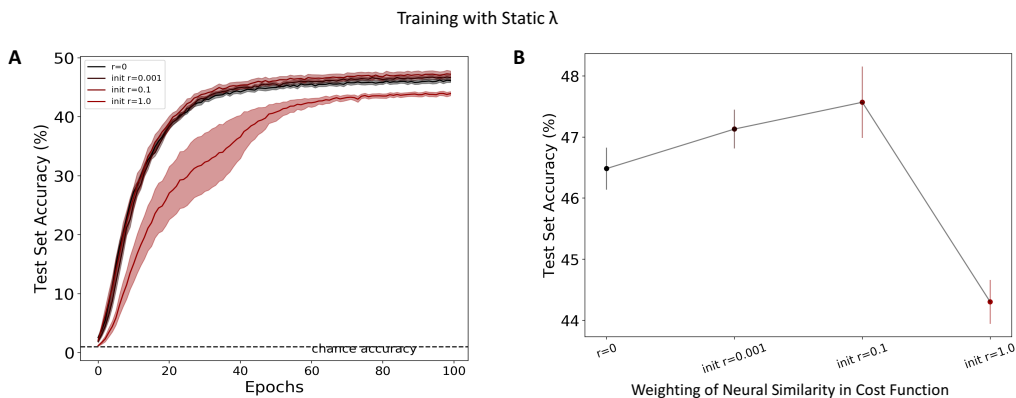 Training with Static λ
A
50
40
30
20
10
0
Test Set Accuracy (%)
r=0
init r=0.001
init r=0.1
init r=1.0
chance accuracy
0 20 40 60 80 100
Epochs
B
48
47
46
45
44
Test Set Accuracy (%)
r=0
init r=0.001
init r=0.1
init r=1.0
Weighting of Neural Similarity in Cost Function